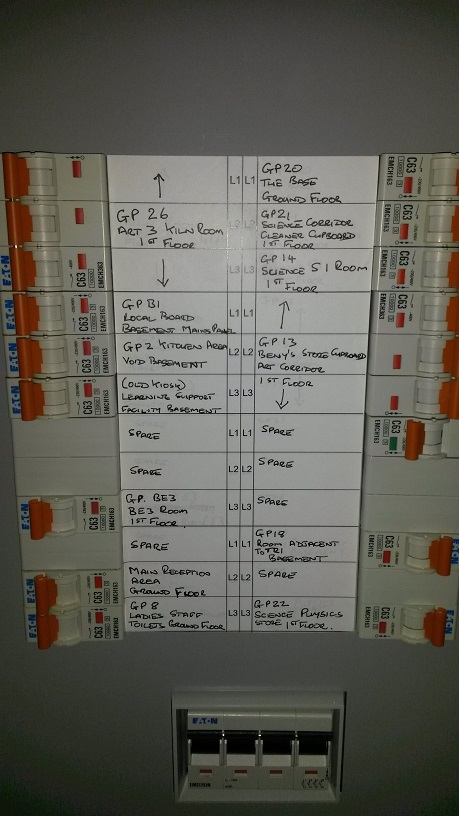 L1 L1
GP 20
THE BASE
GROUND FLOOR
GP 26
ART 3 KILN ROOM
1ST FLOOR
GP21
SCIENCE CORRIDOR
CLEANER CUPBOARD
1ST FLOOR
L3 L3
GP 14
SCIENCE S1 ROOM
1ST FLOOR
GP B1
LOCAL BOARD
BASEMENT MAINS PANEL
L1 L1
GP 2 KITCHEN AREA
VOID BASEMENT
L2 L2
GP 13
BENY'S STORE CUPBOARD
ART CORRIDOR
1ST FLOOR
(OLD KIOSK)
LEARNING SUPPORT
FACILITY BASEMENT
L3 L3
SPARE
L1 L1
SPARE
SPARE
L2 L2
SPARE
GP. BE3
BE3 ROOM
1ST FLOOR
L3 L3
SPARE
SPARE
L1 L1
GP18
ROOM ADJACENT
TO TR1
BASEMENT
MAIN RECEPTION
AREA
GROUND FLOOR
L2 L2
SPARE
GP 8
LADIES STAFF
TOILETS GROUND FLOOR
L3 L3
GP22
SCIENCE PHYSICS
STORE 1ST FLOOR.
C63
EMCH363
C63
EMCH163
EATON